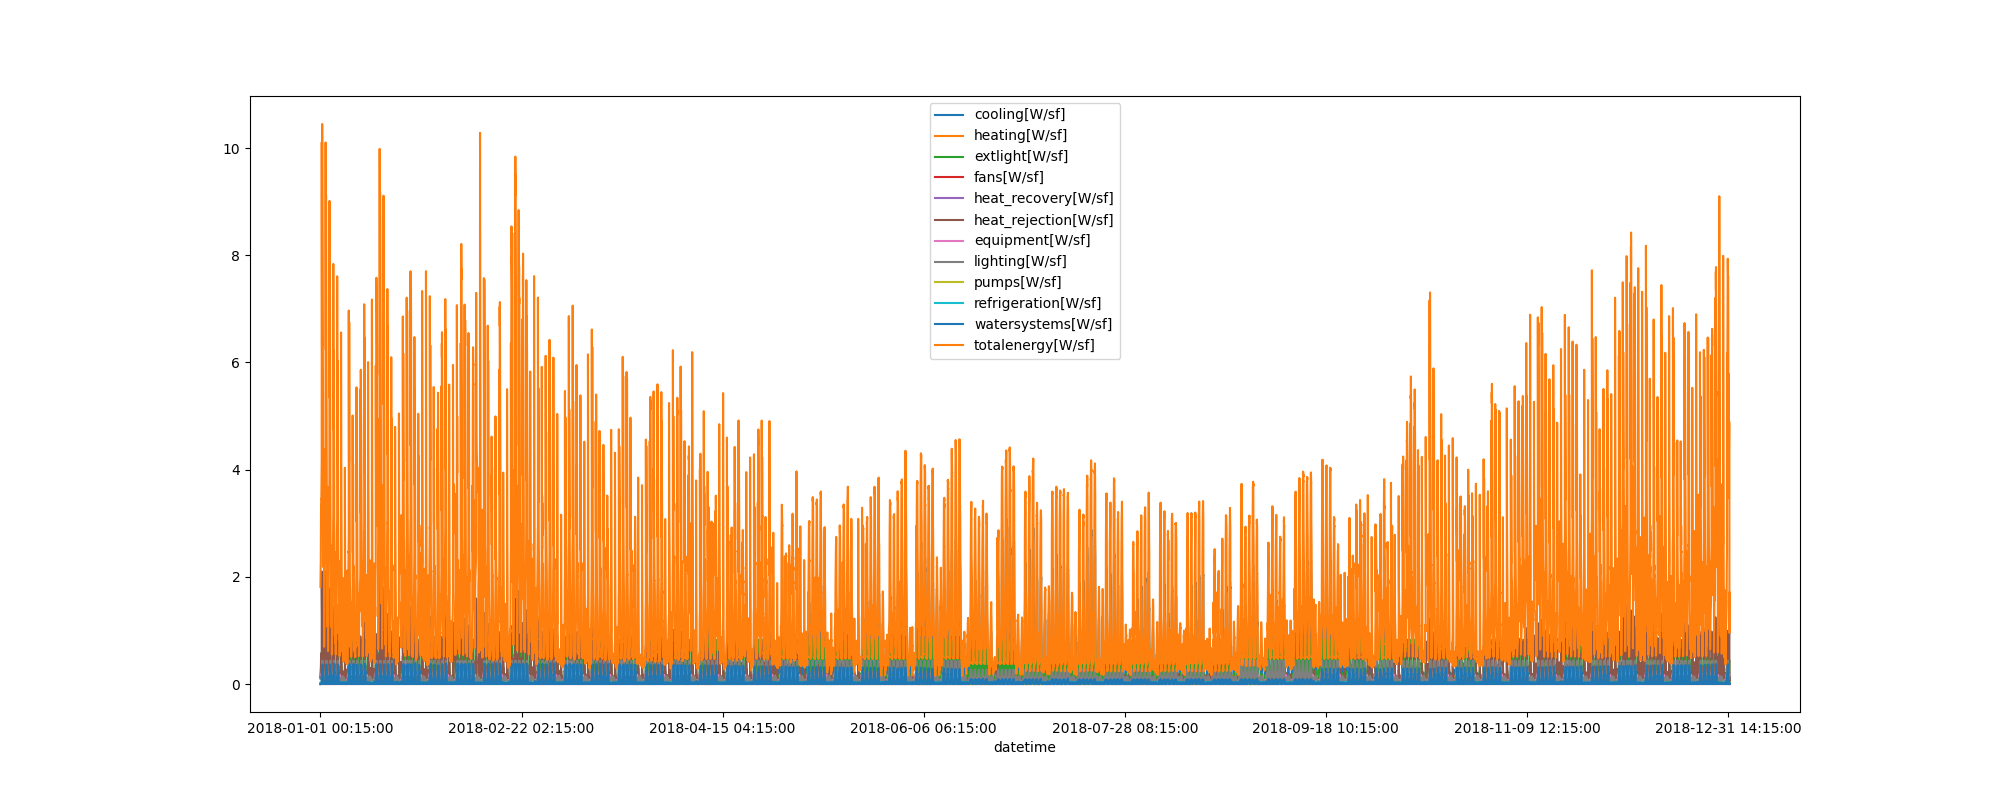 cooling[W/sf]
heating[W/sf]
extlight[W/sf]
fans[W/sf]
heat_recovery[W/sf]
heat_rejection[W/sf]
equipment[W/sf]
lighting[W/sf]
pumps[W/sf]
refrigeration[W/sf]
watersystems[W/sf]
totalenergy[W/sf]
10
8
6
4
2
0
2018-01-01 00:15:00 2018-02-22 02:15:00 2018-04-15 04:15:00 2018-06-06 06:15:00 2018-07-28 08:15:00 2018-09-18 10:15:00 2018-11-09 12:15:00 2018-12-31 14:15:00
datetime